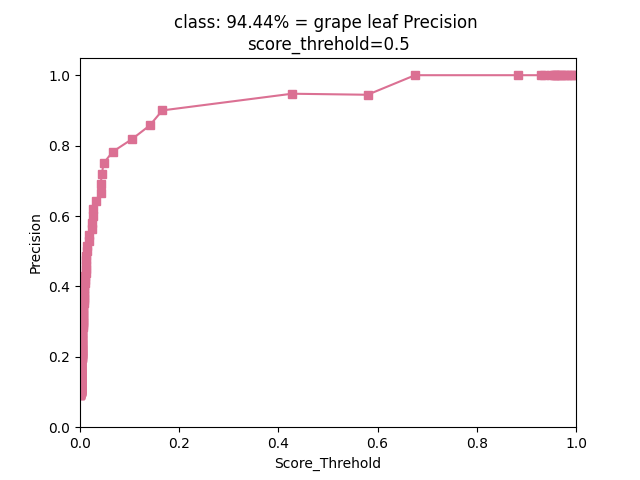 class: 94.44% = grape leaf Precision
score_threhold=0.5
1.0
0.8
0.6
0.4
0.2
0.0
Precision
0.0 0.2 0.4 0.6 0.8 1.0
Score_Threhold